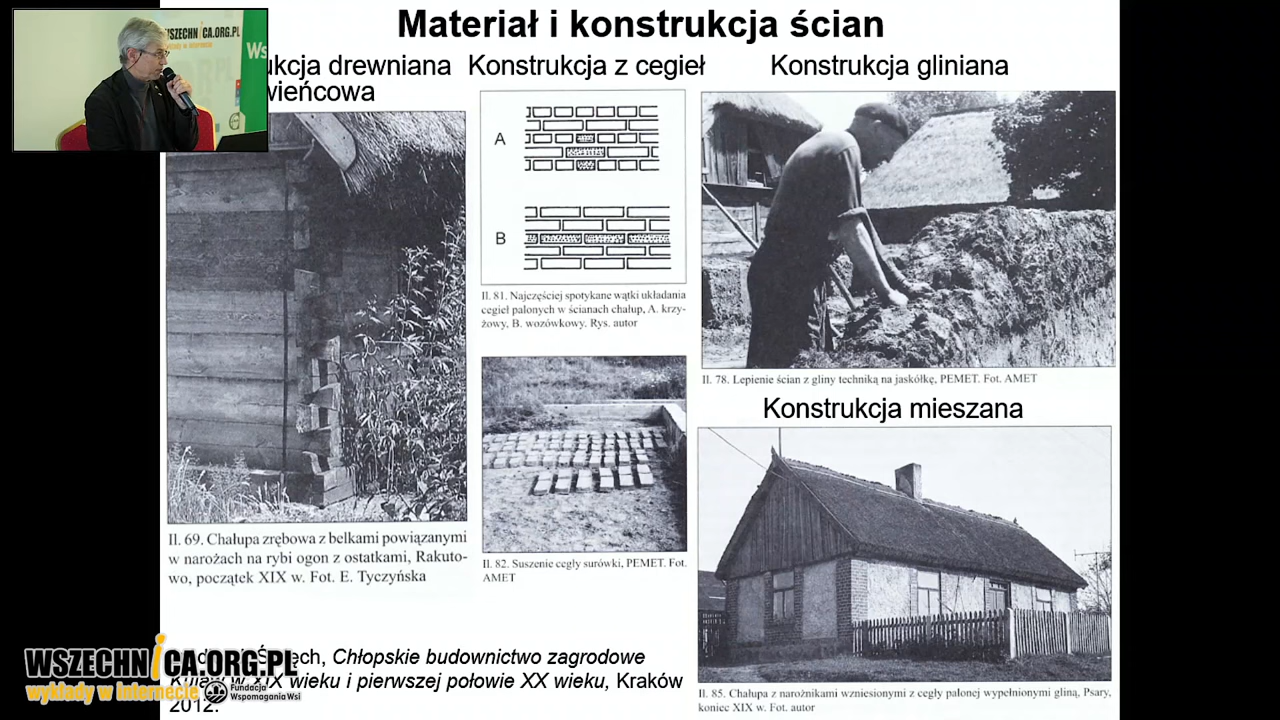 WSZECHNICA.ORG.PL
Materiał i konstrukcja ścian
ukcja drewniana
wieńcowa
Konstrukcja z cegieł
Konstrukcja gliniana
A
B
Il. 81. Najczęściej spotykane wątki układania
cegieł palonych w ścianach chałup, A. krzy-
żowy, B. wozówkowy. Rys. autor
Il. 78. Lepienie ścian z gliny techniką na jaskółkę, PEMET. Fot. AMET
Konstrukcja mieszana
Il. 69. Chałupa zrębowa z belkami powiązanymi
w narożach na rybi ogon z ostatkami, Rakuto-
wo, początek XIX w. Fot. E. Tyczyńska
Il. 82. Suszenie cegły surówki, PEMET. Fot.
AMET
Chłopskie budownictwo zagrodowe
w XIX wieku i pierwszej połowie XX wieku, Kraków
2012.
Il. 85. Chałupa z narożnikami wzniesionymi z cegły palonej wypełnionymi gliną, Psary,
koniec XIX w. Fot. autor
WSZECHNICA.ORG.PL
wykłady w internecie
Fundacja
Wspomagania Wsi